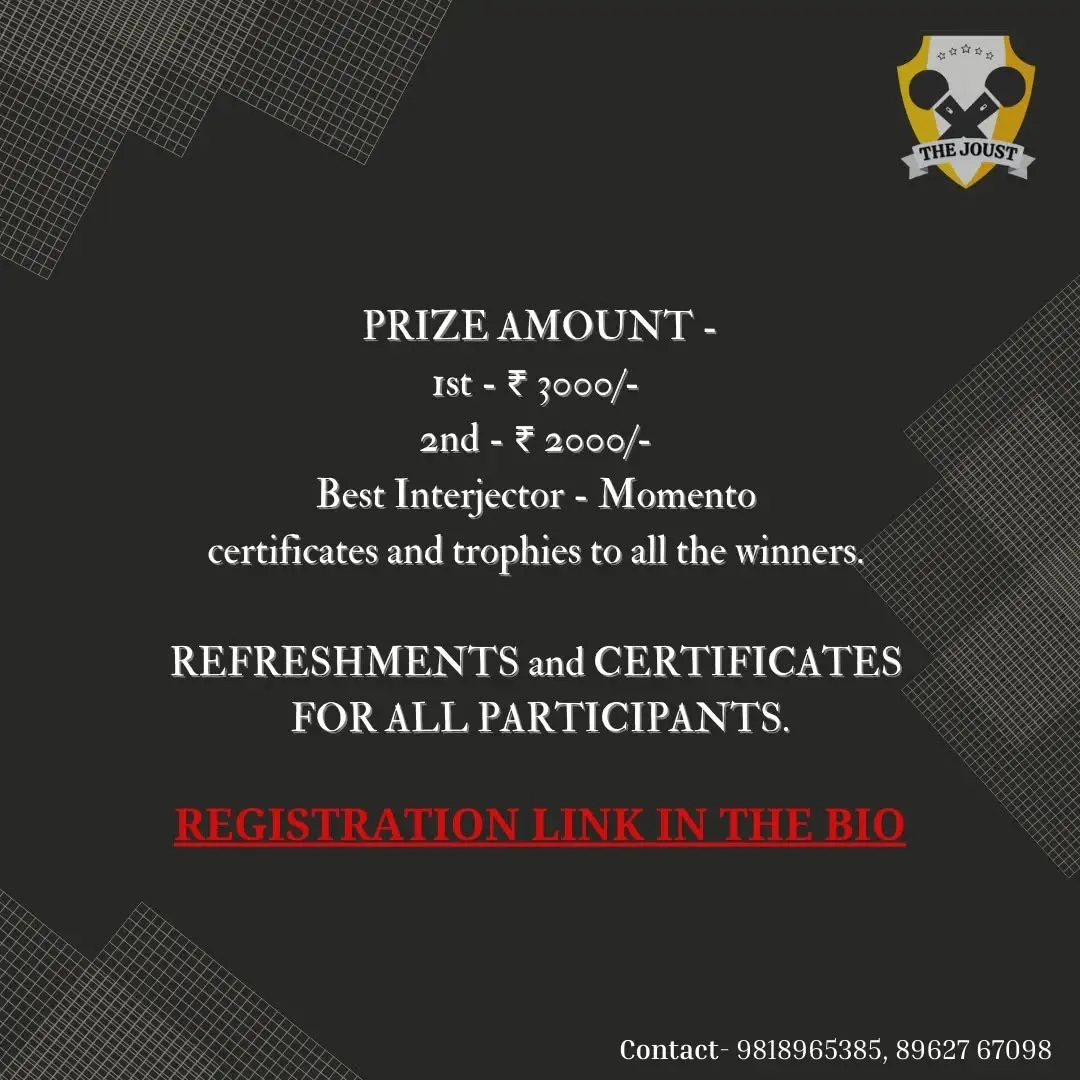 THE JOUST
PRIZE AMOUNT -
1st - ₹ 3000/-
2nd - ₹ 2000/-
Best Interjector - Momento
certificates and trophies to all the winners.
REFRESHMENTS and CERTIFICATES
FOR ALL PARTICIPANTS.
REGISTRATION LINK IN THE BIO
Contact- 9818965385, 89627 67098